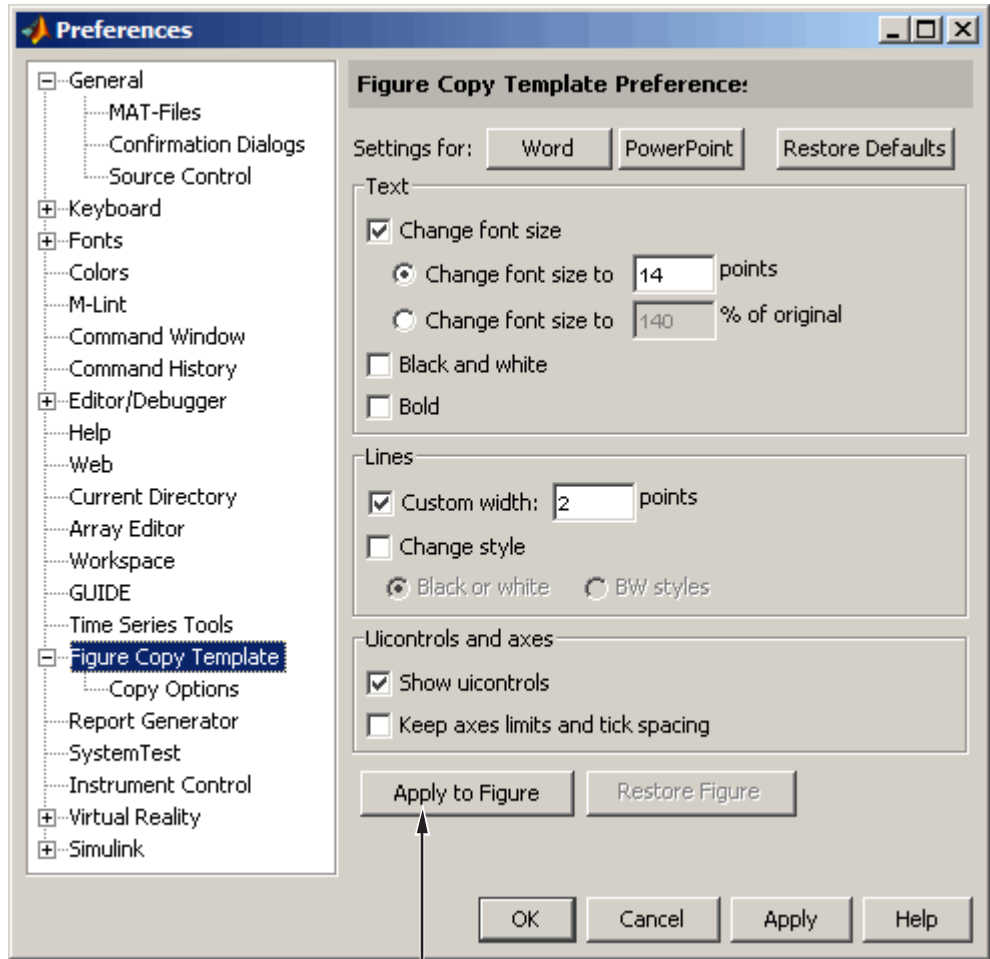 Preferences
General
MAT-Files
Confirmation Dialogs
Source Control
Keyboard
Fonts
Colors
M-Lint
Command Window
Command History
Editor/Debugger
Help
Web
Current Directory
Array Editor
Workspace
GUIDE
Time Series Tools
Figure Copy Template
Copy Options
Report Generator
SystemTest
Instrument Control
Virtual Reality
Simulink
Figure Copy Template Preference:
Settings for: Word PowerPoint Restore Defaults
Text
Change font size
Change font size to 14 points
Change font size to 140 % of original
Black and white
Bold
Lines
Custom width: 2 points
Change style
Black or white BW styles
Uicontrols and axes
Show uicontrols
Keep axes limits and tick spacing
Apply to Figure Restore Figure
OK Cancel Apply Help